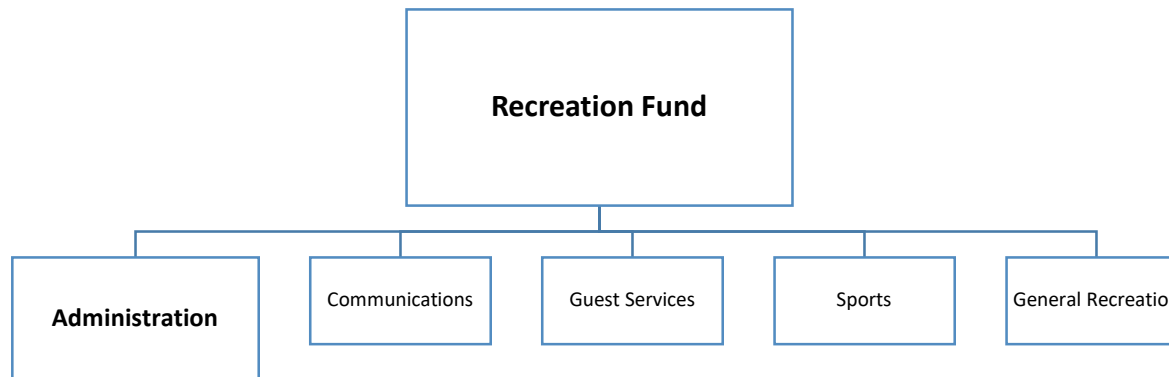 Recreation Fund
Administration
Communications
Guest Services
Sports
General Recreatio